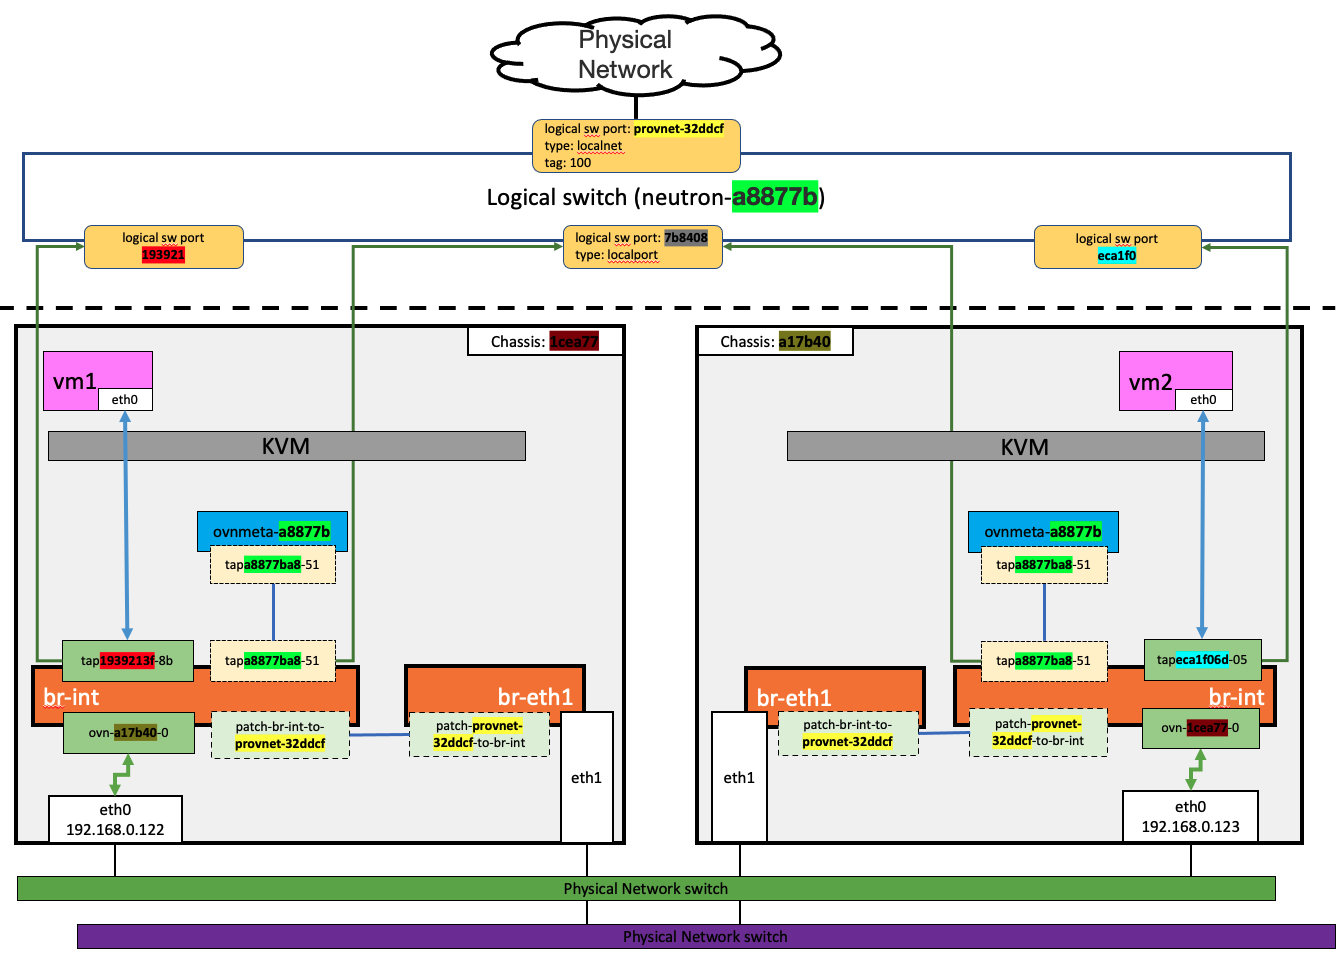 Physical
Network
logical sw port: provnet-32ddcf
type: localnet
tag: 100
Logical switch (neutron-a8877b)
logical sw port
193921
logical sw port: 7b8408
type: localport
logical sw port
eca1f0
Chassis: 1cea77
Chassis: a17b40
vm1
eth0
vm2
eth0
KVM
KVM
ovnmeta-a8877b
tapa8877ba8-51
ovnmeta-a8877b
tapa8877ba8-51
tap1939213f-8b
tapa8877ba8-51
tapa8877ba8-51
tapeca1f06d-05
br-int
br-eth1
br-eth1
br-int
ovn-a17b40-0
patch-br-int-to-
provnet-32ddcf
patch-provnet-
32ddcf-to-br-int
patch-br-int-to-
provnet-32ddcf
patch-provnet-
32ddcf-to-br-int
ovn-1cea77-0
eth1
eth1
eth0
192.168.0.122
eth0
192.168.0.123
Physical Network switch
Physical Network switch